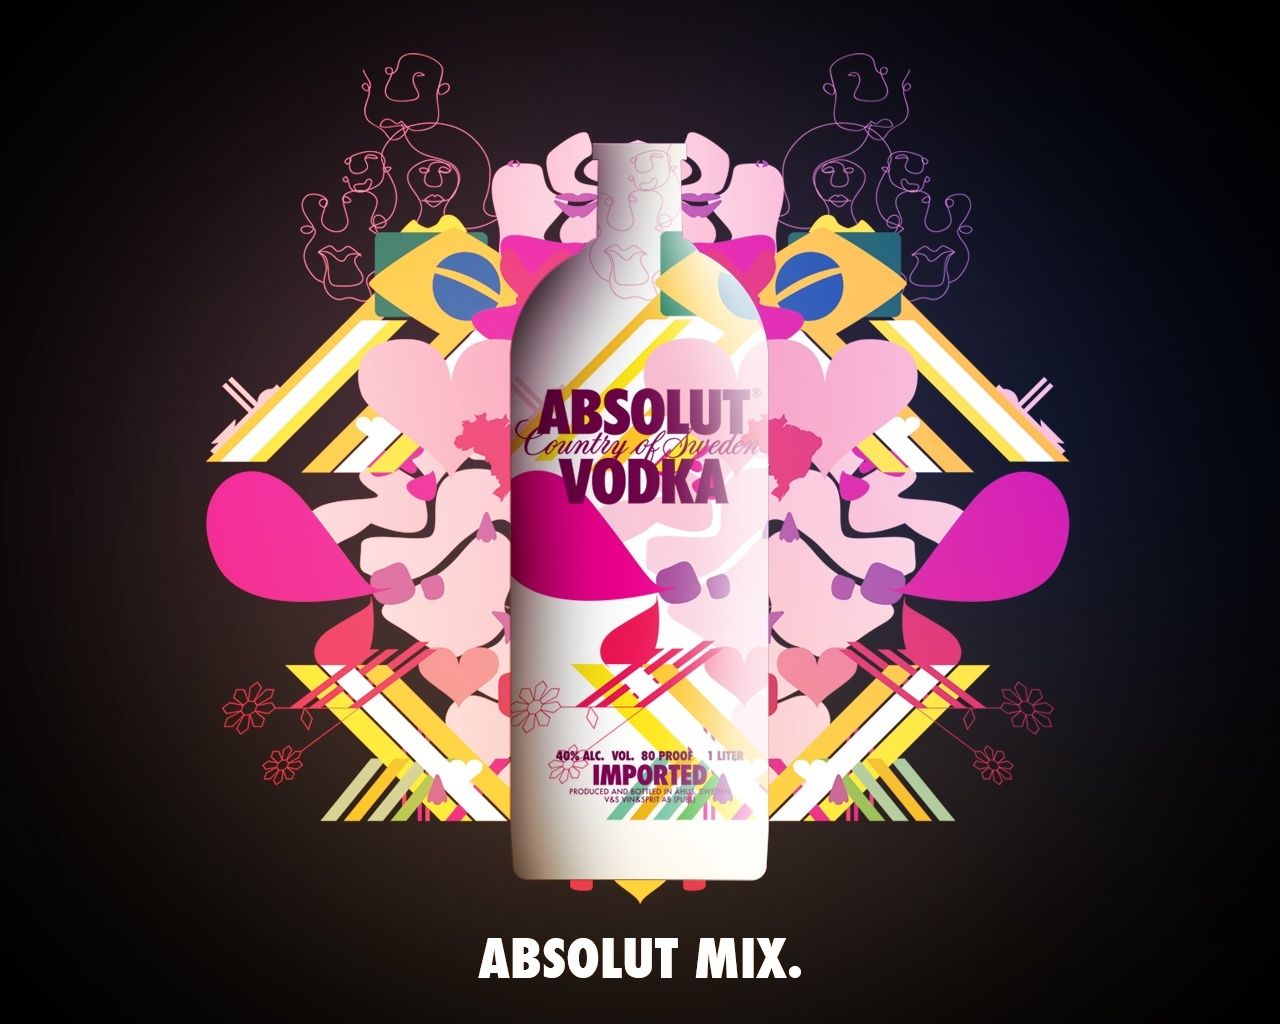 ABSOLUT®
Country of Sweden
VODKA
40% ALC. VOL. 80 PROOF 1 LITER
IMPORTED
PRODUCED AND BOTTLED IN ÅHUS, SWEDEN
V&S VIN&SPRIT AB (PUBL)
ABSOLUT MIX.